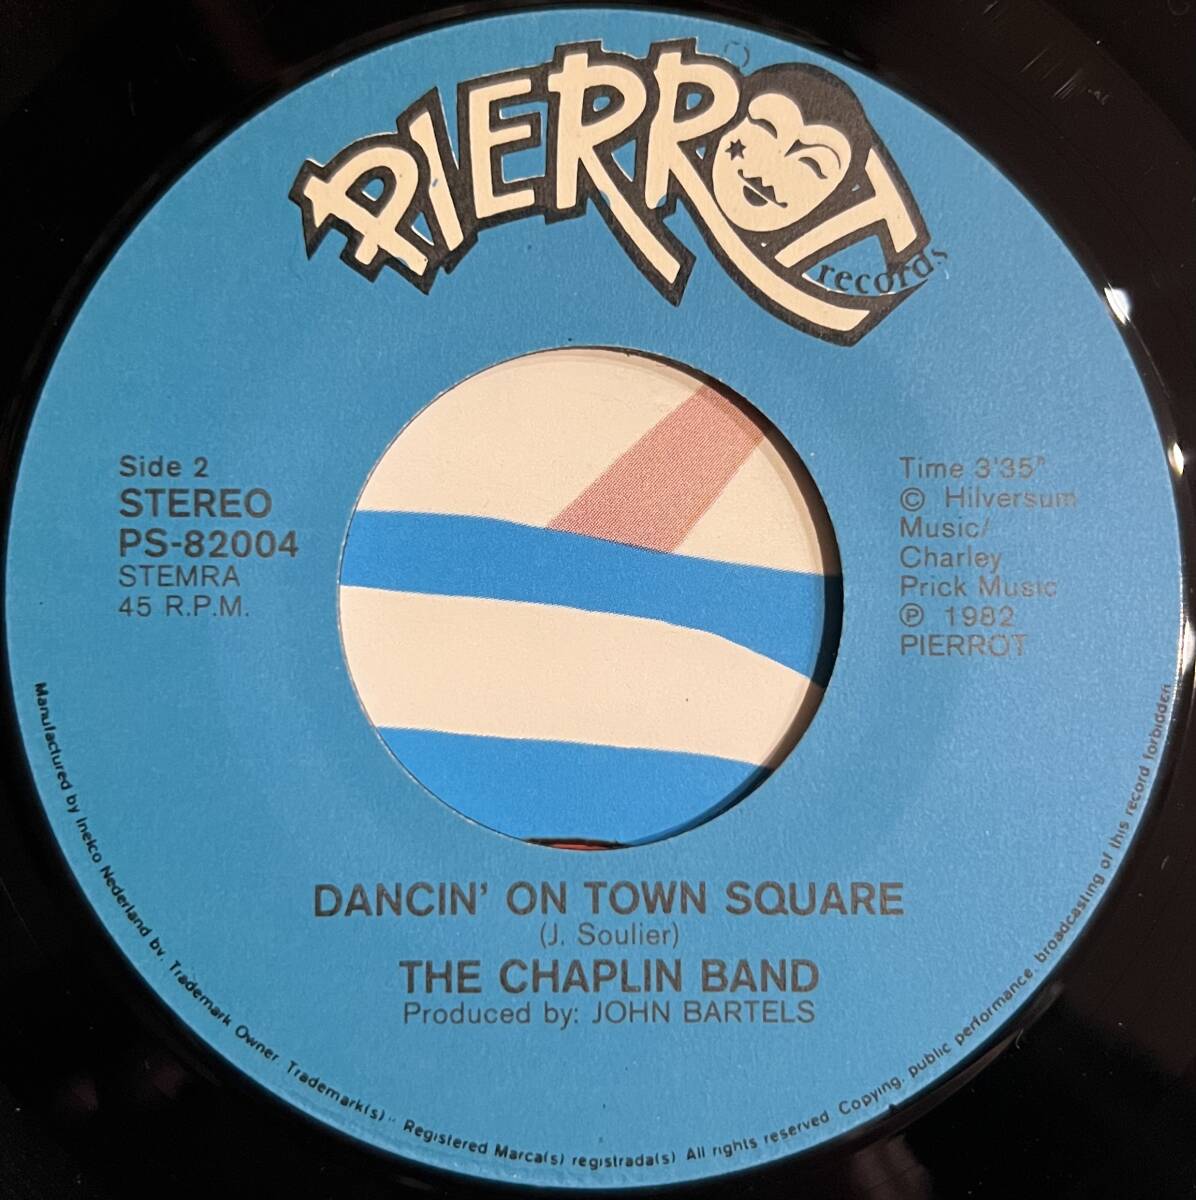 PIERROT
records
Side 2
STEREO
PS-82004
STEMRA
45 R.P.M.
Time 3'35"
© Hilversum
Music/
Charley
Prick Music
℗ 1982
PIERROT
DANCIN' ON TOWN SQUARE
(J. Soulier)
THE CHAPLIN BAND
Produced by: JOHN BARTELS
Manufactured by Inelco Nederland bv. Trademark Owner Trademark(s) · Registered Marca(s) registrada(s) All rights reserved Copying, public performance, broadcasting of this record forbidden